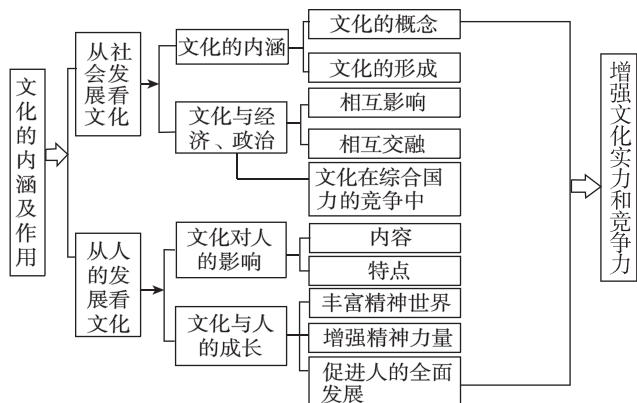 文化的内涵及作用
从社
会发
展看
文化
文化的内涵
文化的概念
文化的形成
文化与经
济、政治
相互影响
相互交融
文化在综合国
力的竞争中
从人
的发
展看
文化
文化对人
的影响
内容
特点
文化与人
的成长
丰富精神世界
增强精神力量
促进人的全面
发展
增强文化实力和竞争力